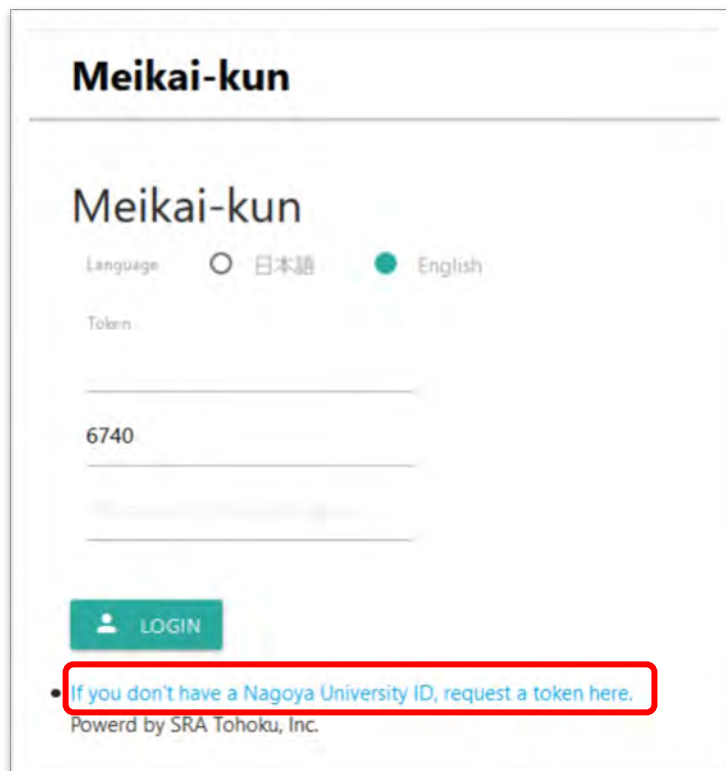 Meikai-kun
Meikai-kun
Language 日本語 English
Token
6740
LOGIN
If you don't have a Nagoya University ID, request a token here.
Powerd by SRA Tohoku, Inc.